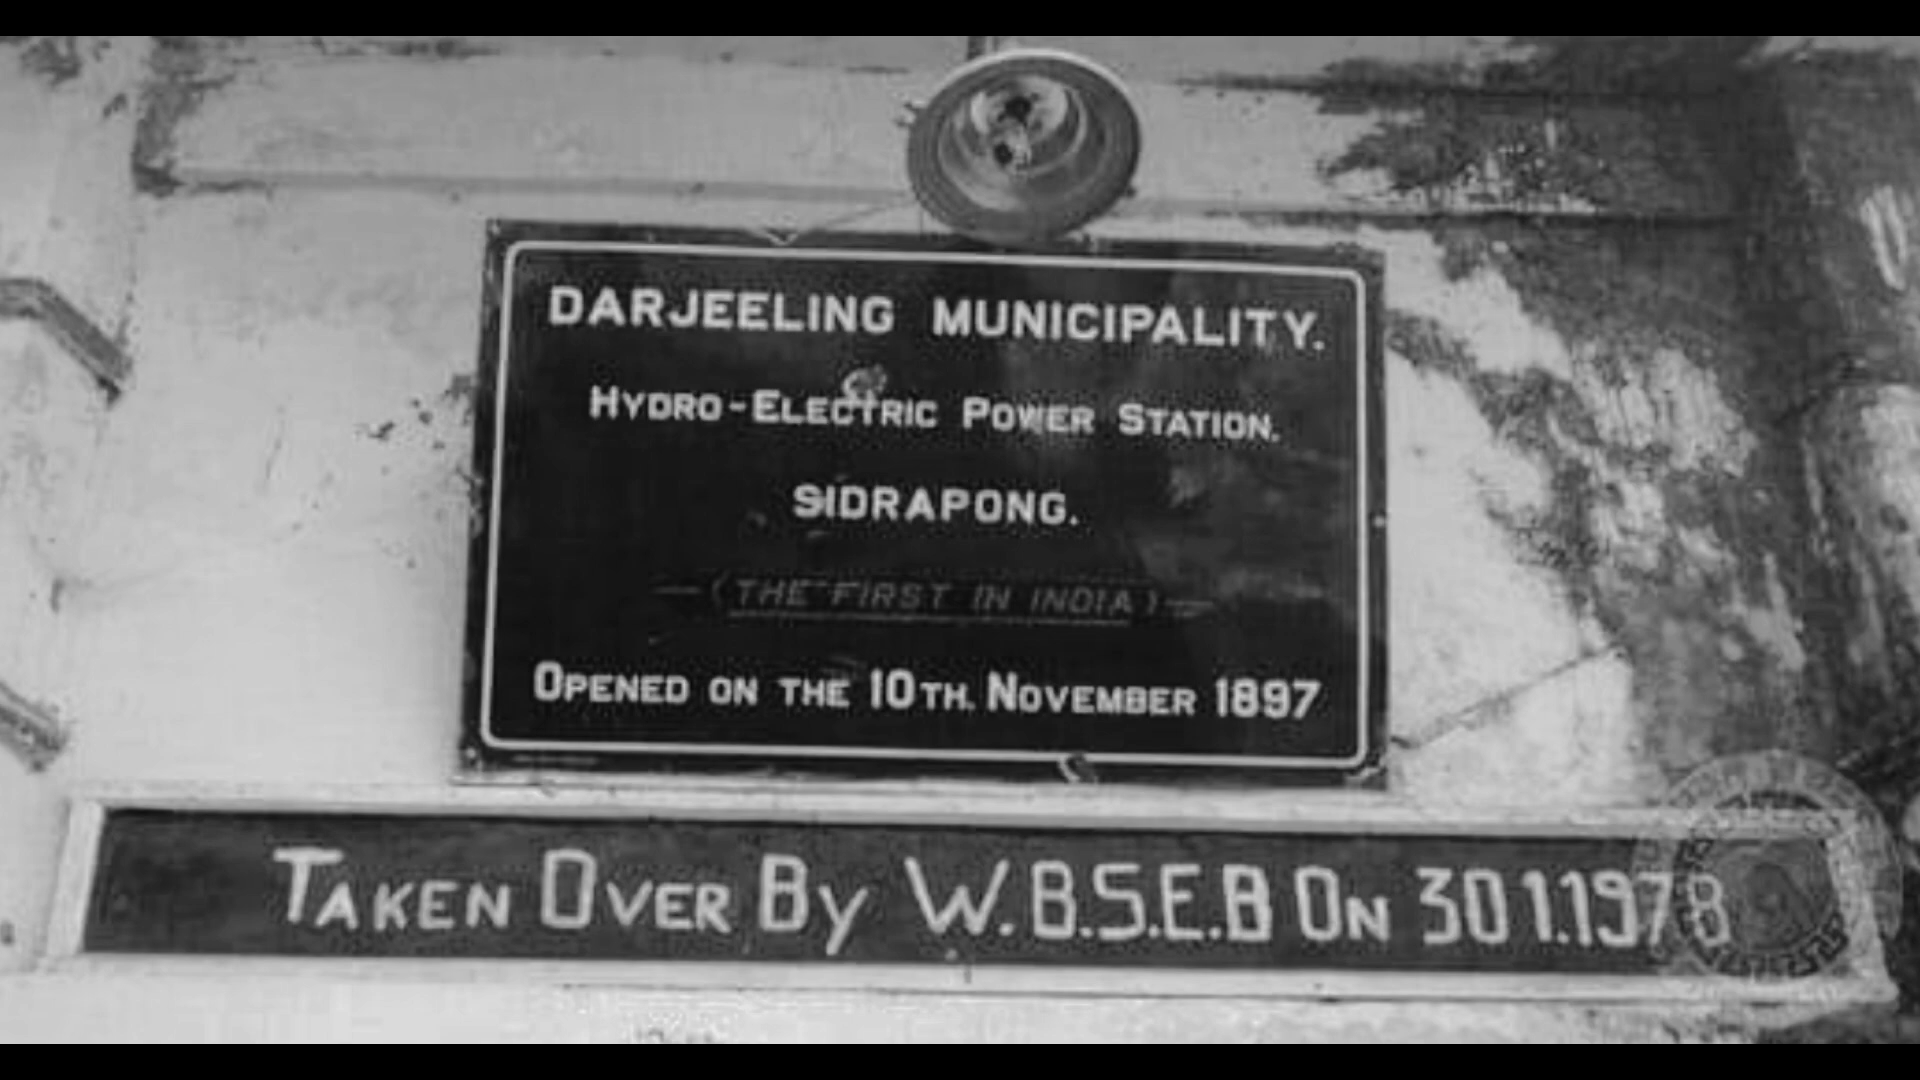 DARJEELING MUNICIPALITY.
HYDRO-ELECTRIC POWER STATION.
SIDRAPONG.
(THE FIRST IN INDIA)
OPENED ON THE 10TH. NOVEMBER 1897
TAKEN OVER By W.B.S.E.B ON 30 1.1978